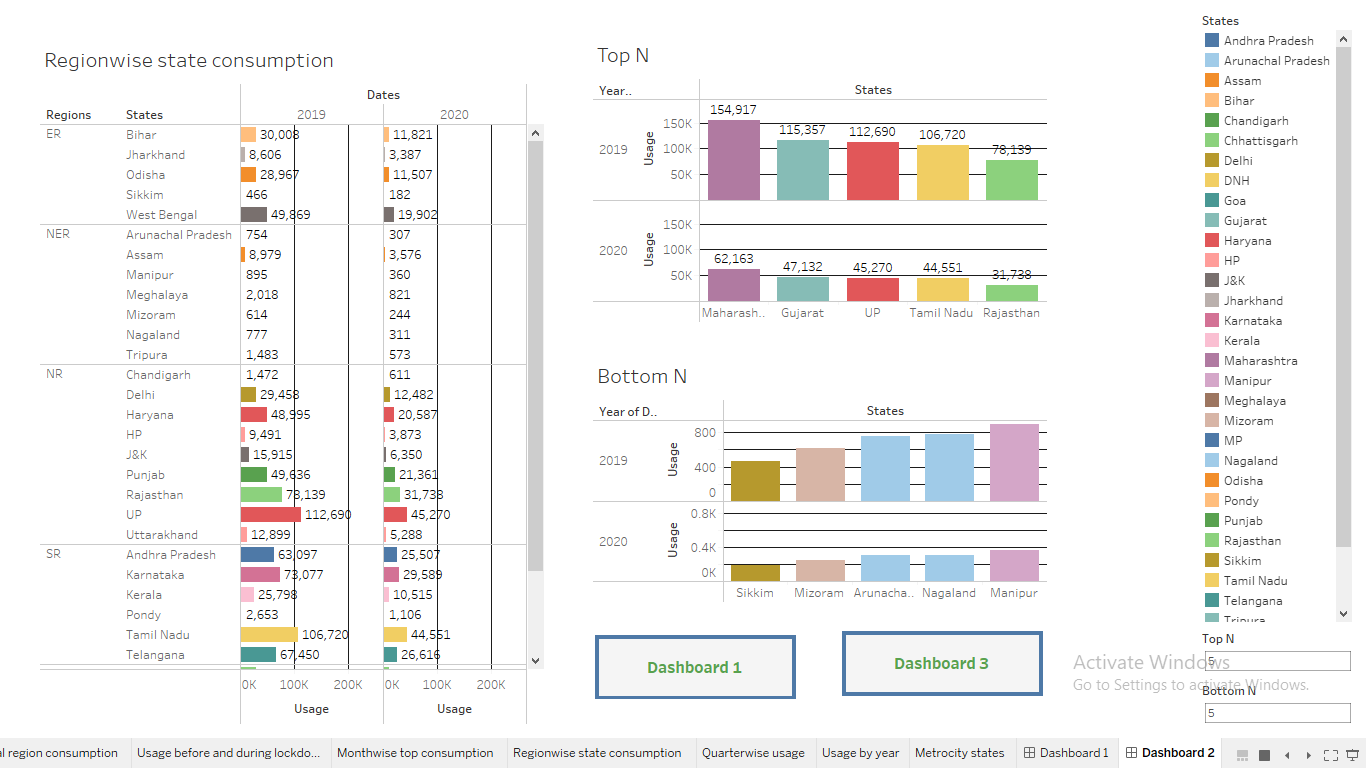 Regionwise state consumption
Dates
Regions States 2019 2020
ER Bihar 30,008 11,821
Jharkhand 8,606 3,387
Odisha 28,967 11,507
Sikkim 466 182
West Bengal 49,869 19,902
NER Arunachal Pradesh 754 307
Assam 8,979 3,576
Manipur 895 360
Meghalaya 2,018 821
Mizoram 614 244
Nagaland 777 311
Tripura 1,483 573
NR Chandigarh 1,472 611
Delhi 29,458 12,482
Haryana 48,995 20,587
HP 9,491 3,873
J&K 15,915 6,350
Punjab 49,636 21,361
Rajasthan 78,139 31,738
UP 112,690 45,270
Uttarakhand 12,899 5,288
SR Andhra Pradesh 63,097 25,507
Karnataka 73,077 29,589
Kerala 25,798 10,515
Pondy 2,653 1,106
Tamil Nadu 106,720 44,551
Telangana 67,450 26,616
0K 100K 200K 0K 100K 200K
Usage Usage
Top N
Year.. States
2019
Usage
150K
100K
50K
154,917 115,357 112,690 106,720 78,139
2020
Usage
150K
100K
50K
62,163 47,132 45,270 44,551 31,738
Maharash.. Gujarat UP Tamil Nadu Rajasthan
Bottom N
Year of D.. States
2019
Usage
800
400
0
2020
Usage
0.8K
0.4K
0K
Sikkim Mizoram Arunacha.. Nagaland Manipur
Dashboard 1
Dashboard 3
States
Andhra Pradesh
Arunachal Pradesh
Assam
Bihar
Chandigarh
Chhattisgarh
Delhi
DNH
Goa
Gujarat
Haryana
HP
J&K
Jharkhand
Karnataka
Kerala
Maharashtra
Manipur
Meghalaya
Mizoram
MP
Nagaland
Odisha
Pondy
Punjab
Rajasthan
Sikkim
Tamil Nadu
Telangana
Tripura
Top N
5
Bottom N
5
Activate Windows
Go to Settings to activate Windows.
al region consumption
Usage before and during lockdo...
Monthwise top consumption
Regionwise state consumption
Quarterwise usage
Usage by year
Metrocity states
Dashboard 1
Dashboard 2